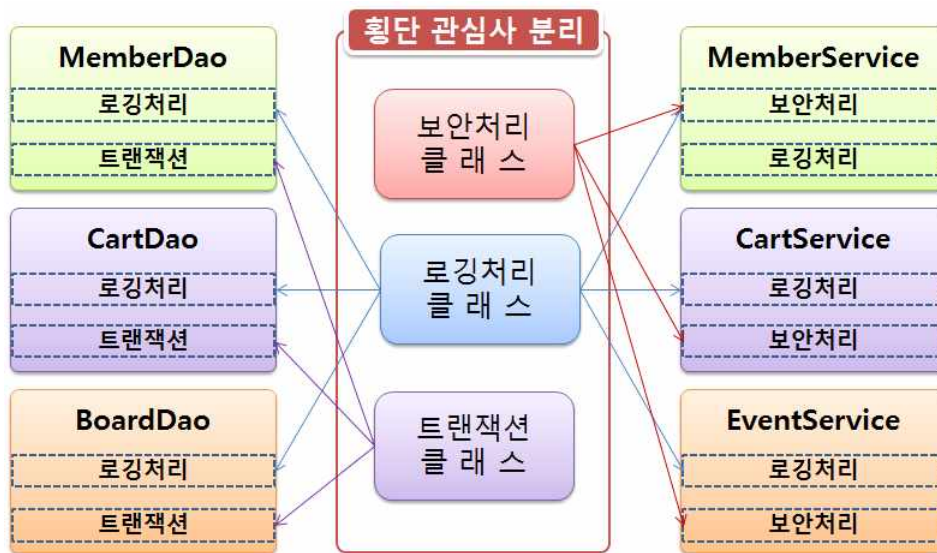 횡단 관심사 분리
MemberDao
로깅처리
트랜잭션
CartDao
로깅처리
트랜잭션
BoardDao
로깅처리
트랜잭션
보안처리
클 래 스
로깅처리
클 래 스
트랜잭션
클 래 스
MemberService
보안처리
로깅처리
CartService
로깅처리
보안처리
EventService
로깅처리
보안처리